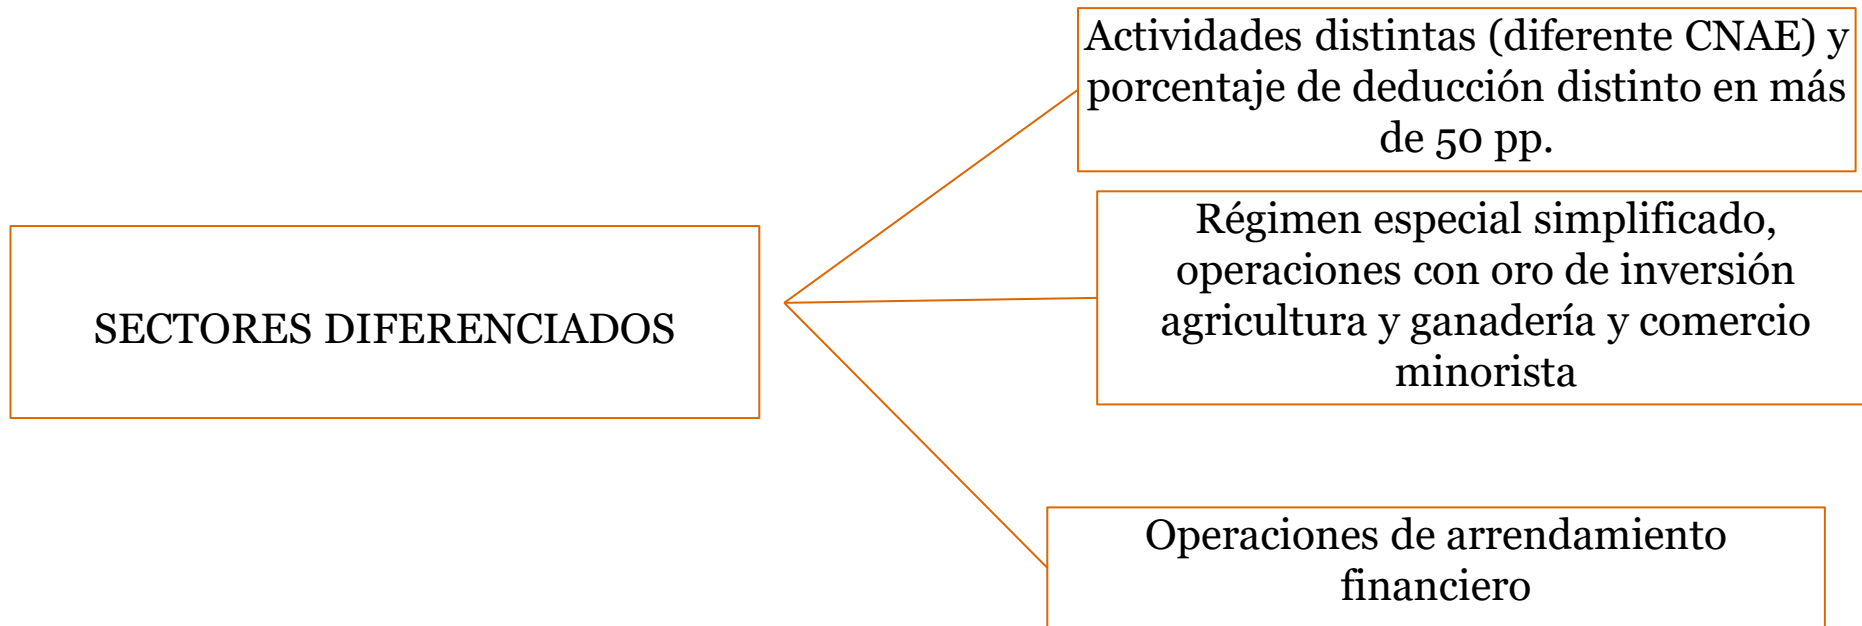 Actividades distintas (diferente CNAE) y
porcentaje de deducción distinto en más
de 50 pp.
Régimen especial simplificado,
operaciones con oro de inversión
agricultura y ganadería y comercio
minorista
SECTORES DIFERENCIADOS
Operaciones de arrendamiento
financiero